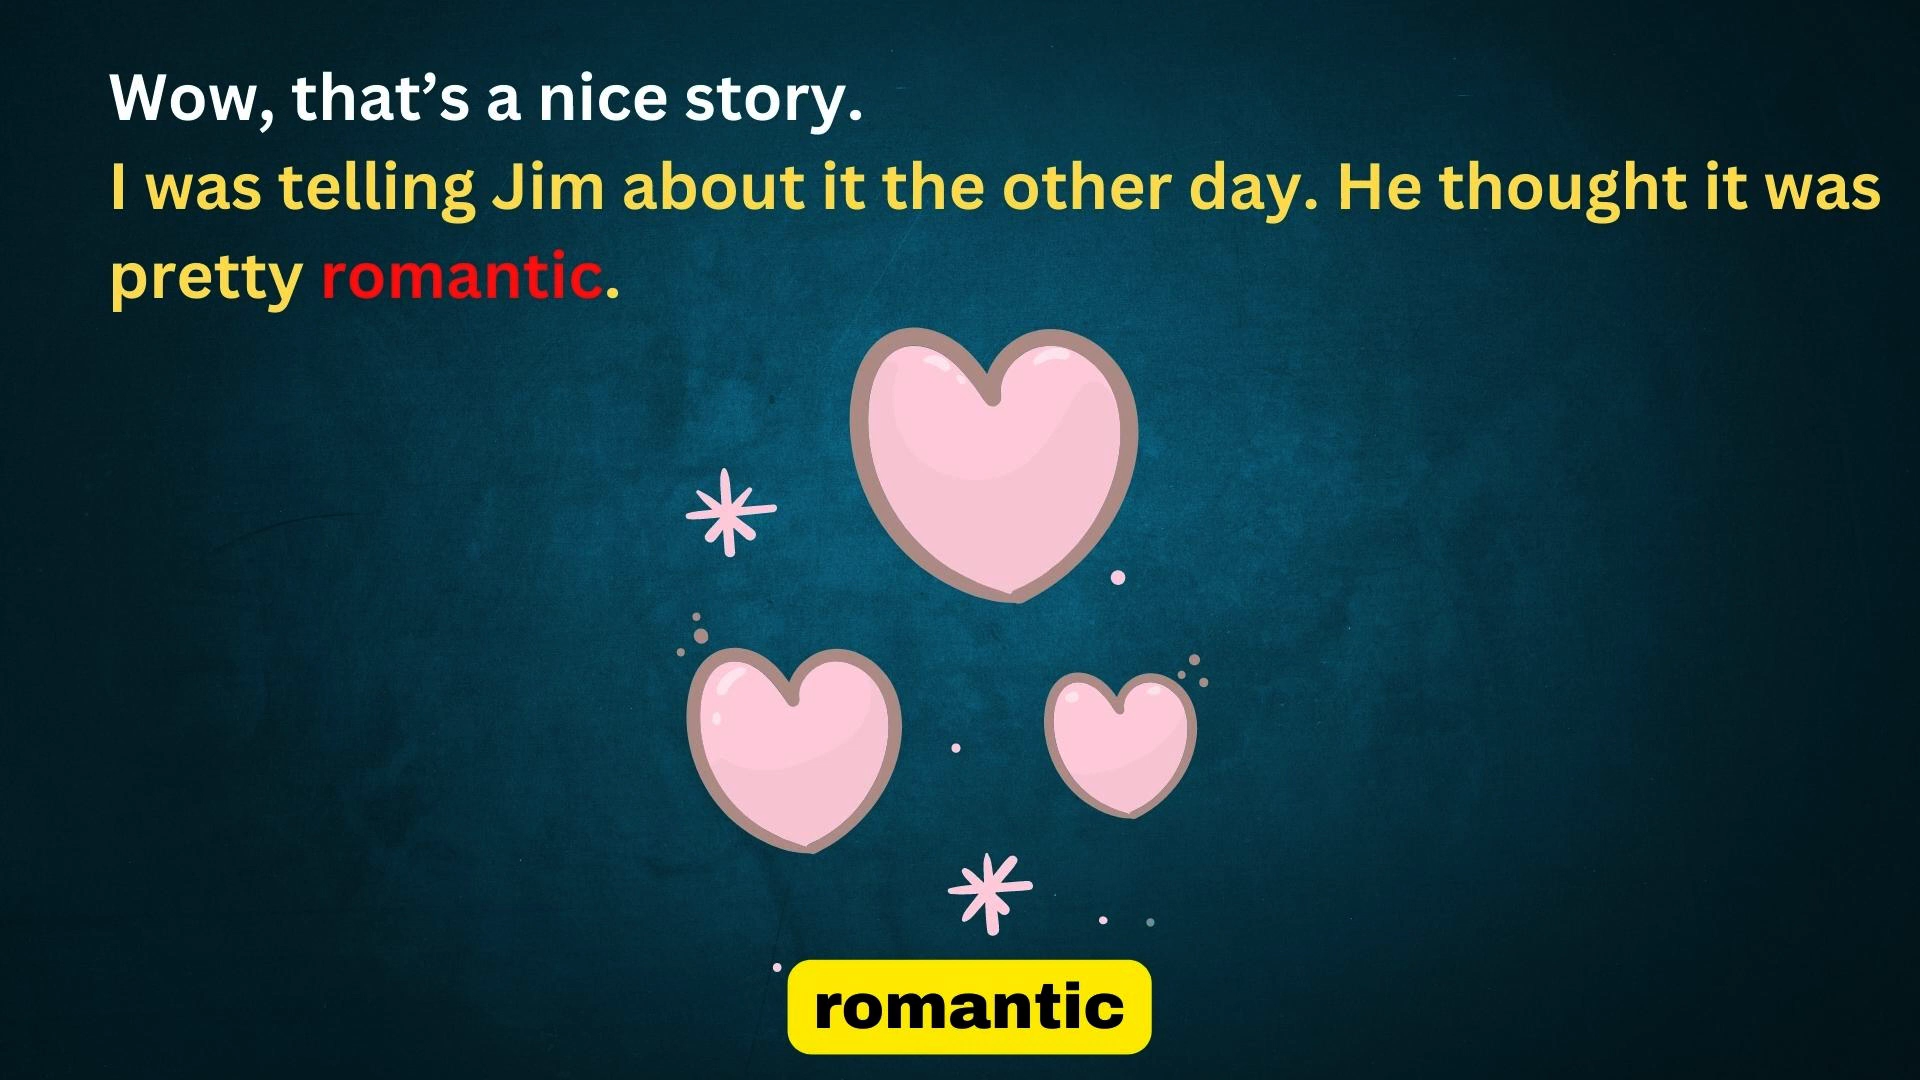 Wow, that’s a nice story.
I was telling Jim about it the other day. He thought it was
pretty romantic.
romantic